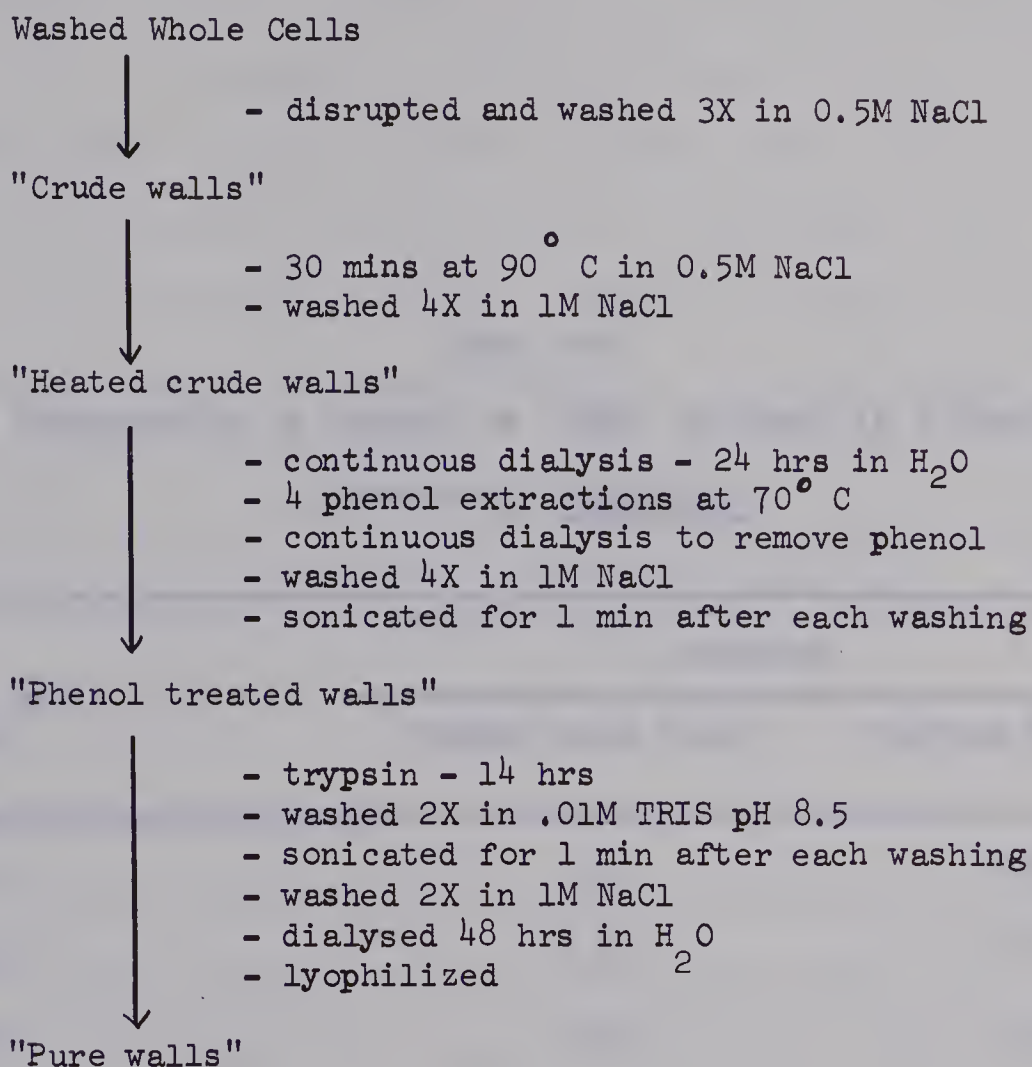 Washed Whole Cells
- disrupted and washed 3X in 0.5M NaCl
"Crude walls"
- 30 mins at 90° C in 0.5M NaCl
- washed 4X in 1M NaCl
"Heated crude walls"
- continuous dialysis - 24 hrs in H₂O
- 4 phenol extractions at 70° C
- continuous dialysis to remove phenol
- washed 4X in 1M NaCl
- sonicated for 1 min after each washing
"Phenol treated walls"
- trypsin - 14 hrs
- washed 2X in .01M TRIS pH 8.5
- sonicated for 1 min after each washing
- washed 2X in 1M NaCl
- dialysed 48 hrs in H₂O
- lyophilized
"Pure walls"